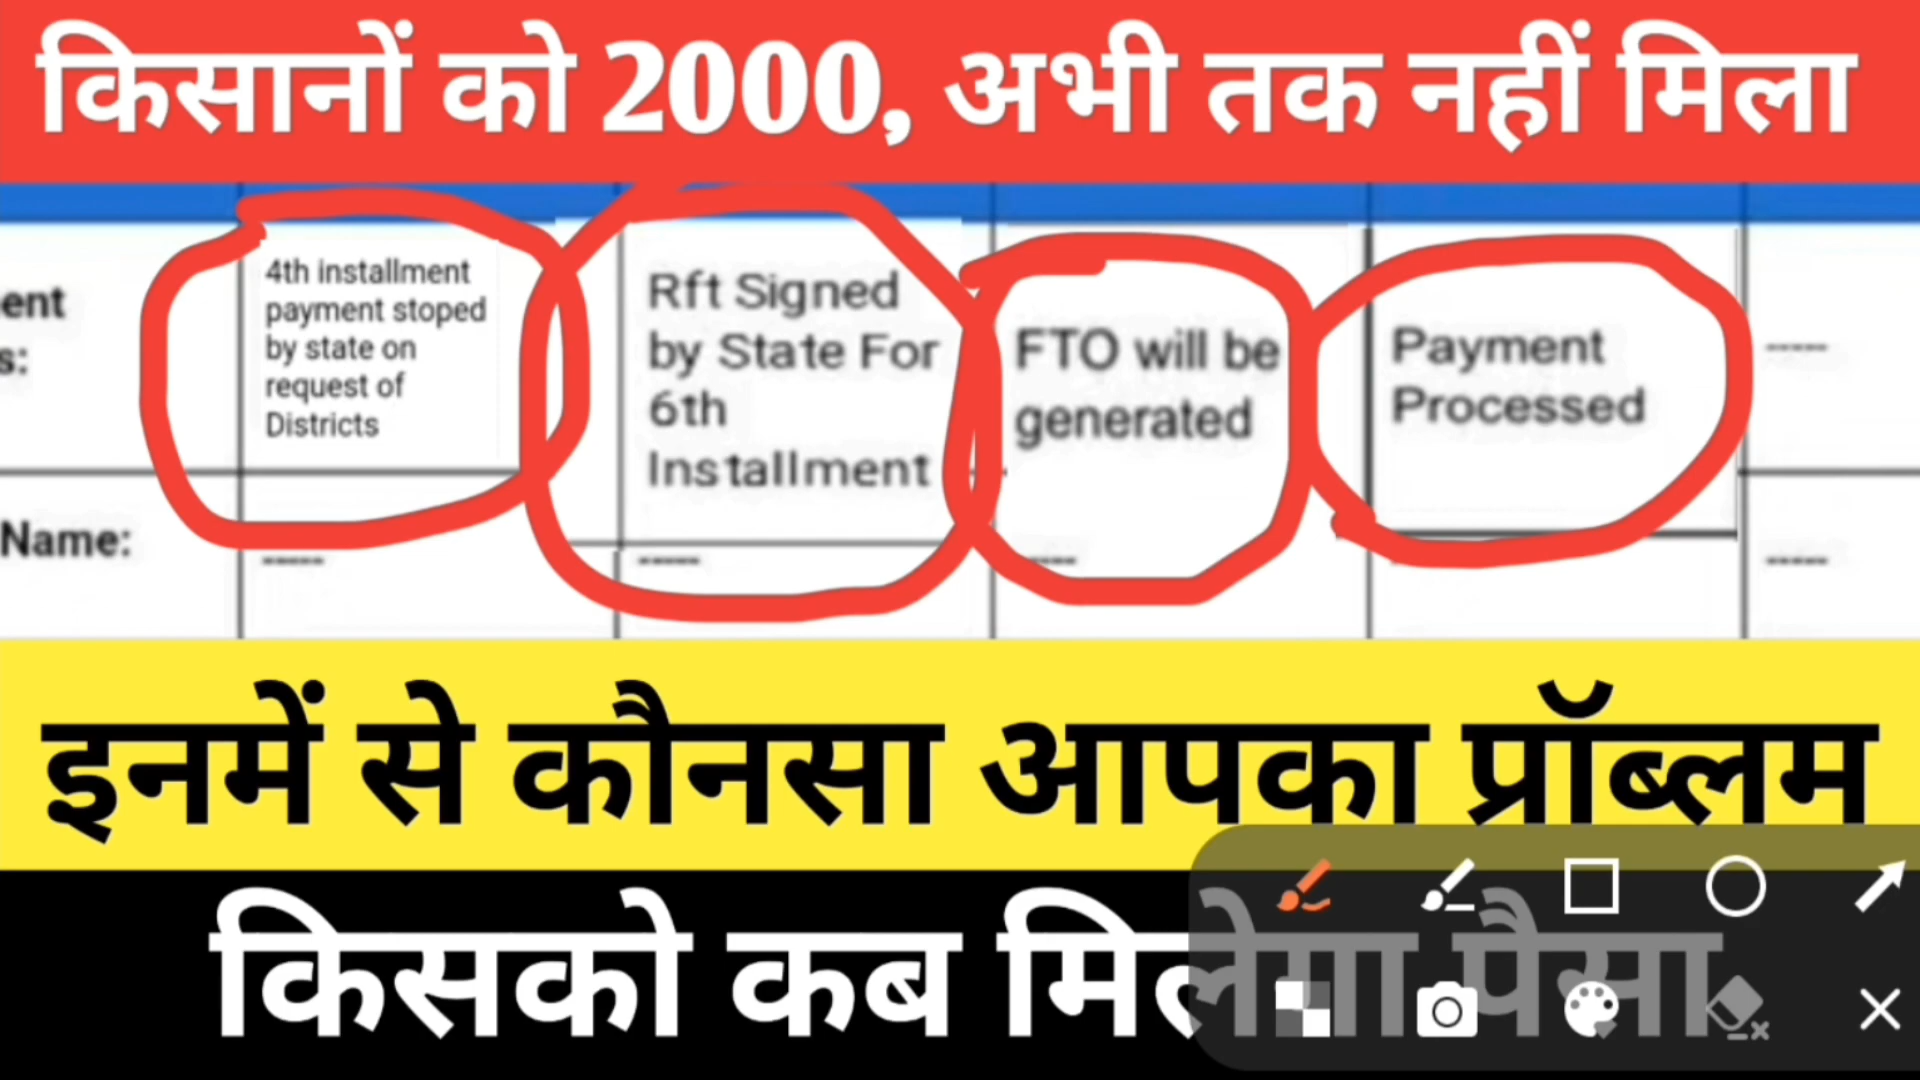 किसानों को 2000, अभी तक नहीं मिला
ent
s:
4th installment
payment stoped
by state on
request of
Districts
Rft Signed
by State For
6th
Installment
FTO will be
generated
Payment
Processed
-----
Name:
-----
-----
----
-----
इनमें से कौनसा आपका प्रॉब्लम
किसको कब मिलेगा पैसा